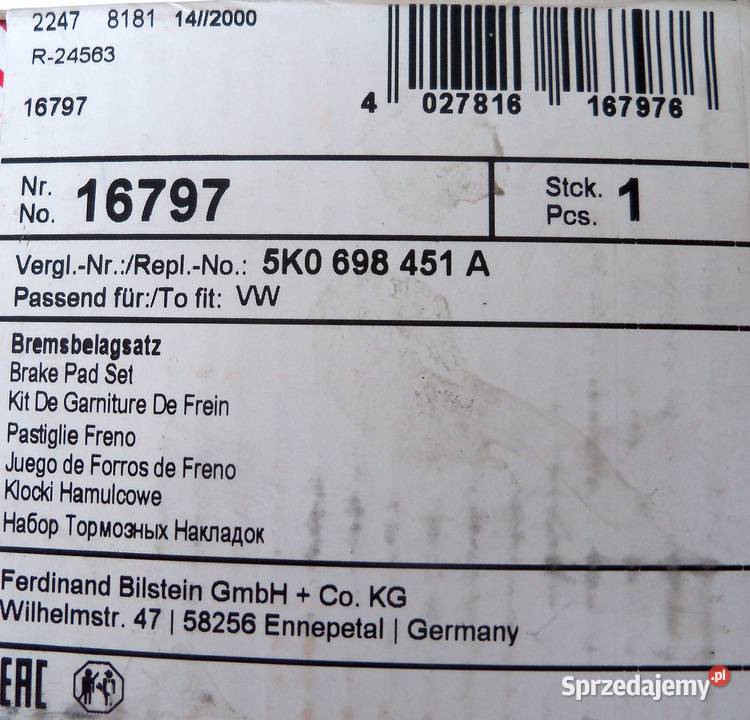 2247 8181 14//2000
R-24563
16797
4 027816 167976
Nr. No. 16797
Stck. Pcs. 1
Vergl.-Nr.:/Repl.-No.: 5K0 698 451 A
Passend für:/To fit: VW
Bremsbelagsatz
Brake Pad Set
Kit De Garniture De Frein
Pastiglie Freno
Juego de Forros de Freno
Klocki Hamulcowe
Набор Тормозных Накладок
Ferdinand Bilstein GmbH + Co. KG
Wilhelmstr. 47 | 58256 Ennepetal | Germany
EAC
Sprzedajemy.pl